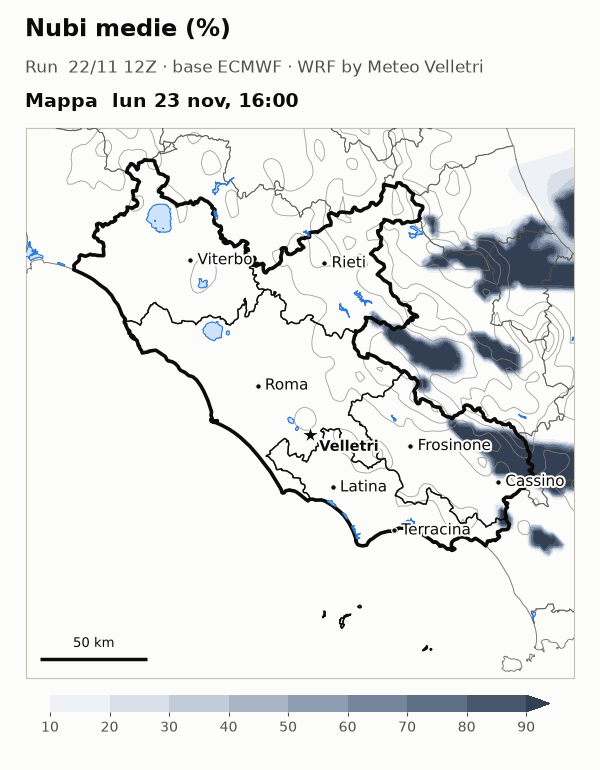 Nubi medie (%)
Run  22/11 12Z · base ECMWF · WRF by Meteo Velletri
Mappa  lun 23 nov, 16:00
Viterbo
Rieti
Roma
Velletri
Frosinone
Cassino
Latina
Terracina
50 km
10 20 30 40 50 60 70 80 90